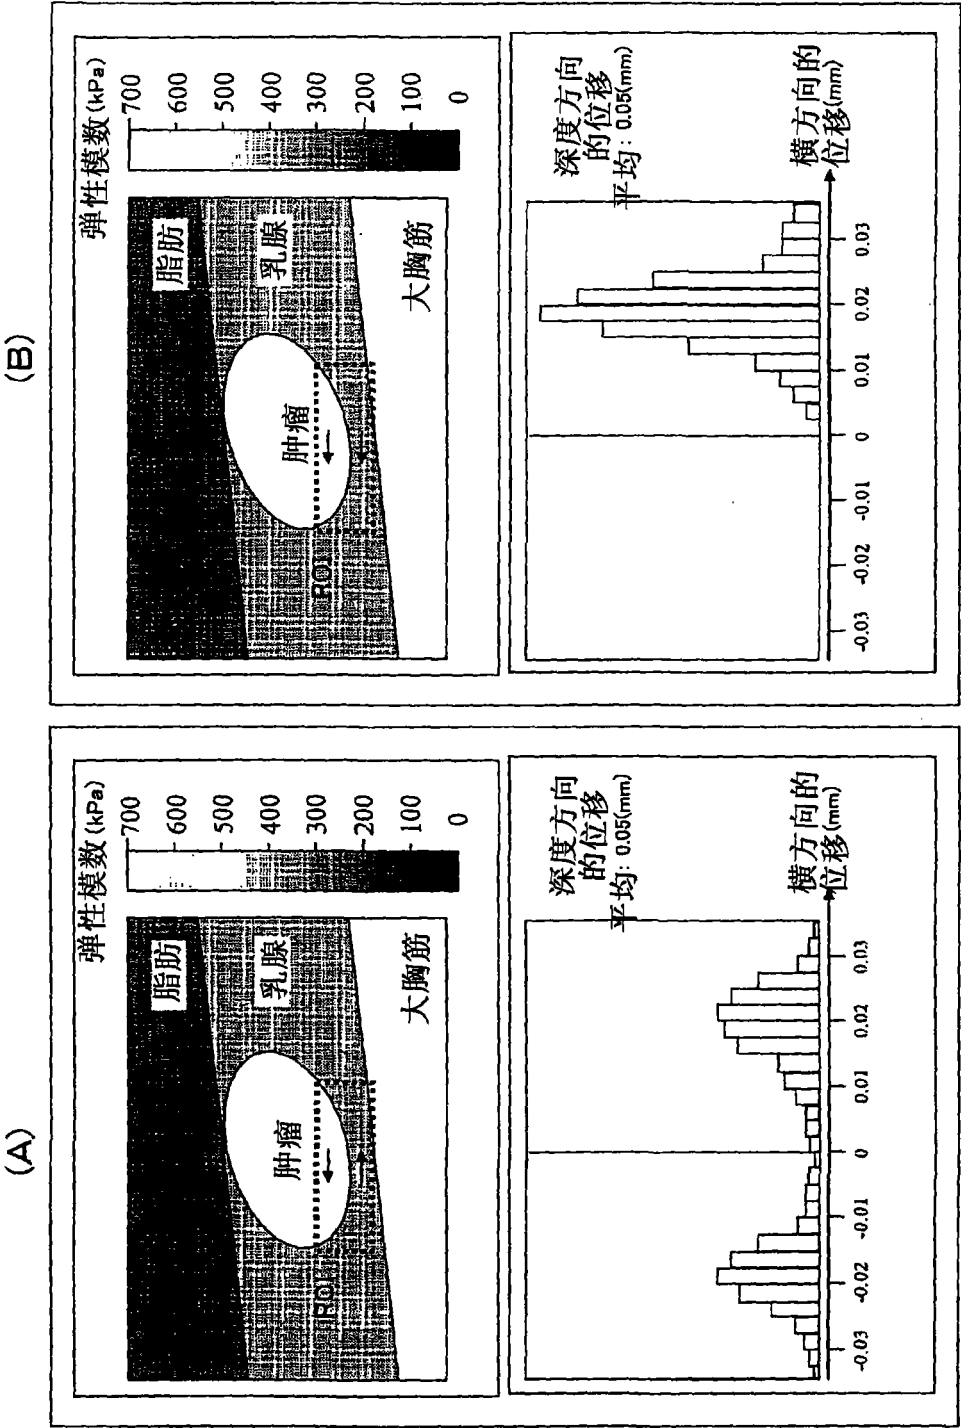 (A)
弹性模数(kPa)
700
600
500
400
300
200
100
0
脂肪
乳腺
肿瘤
ROI
大胸筋
深度方向
的位移
平均: 0.05(mm)
横方向的
位移(mm)
-0.03
-0.02
-0.01
0
0.01
0.02
0.03
(B)
弹性模数(kPa)
700
600
500
400
300
200
100
0
脂肪
乳腺
肿瘤
ROI
大胸筋
深度方向
的位移
平均: 0.05(mm)
横方向的
位移(mm)
-0.03
-0.02
-0.01
0
0.01
0.02
0.03